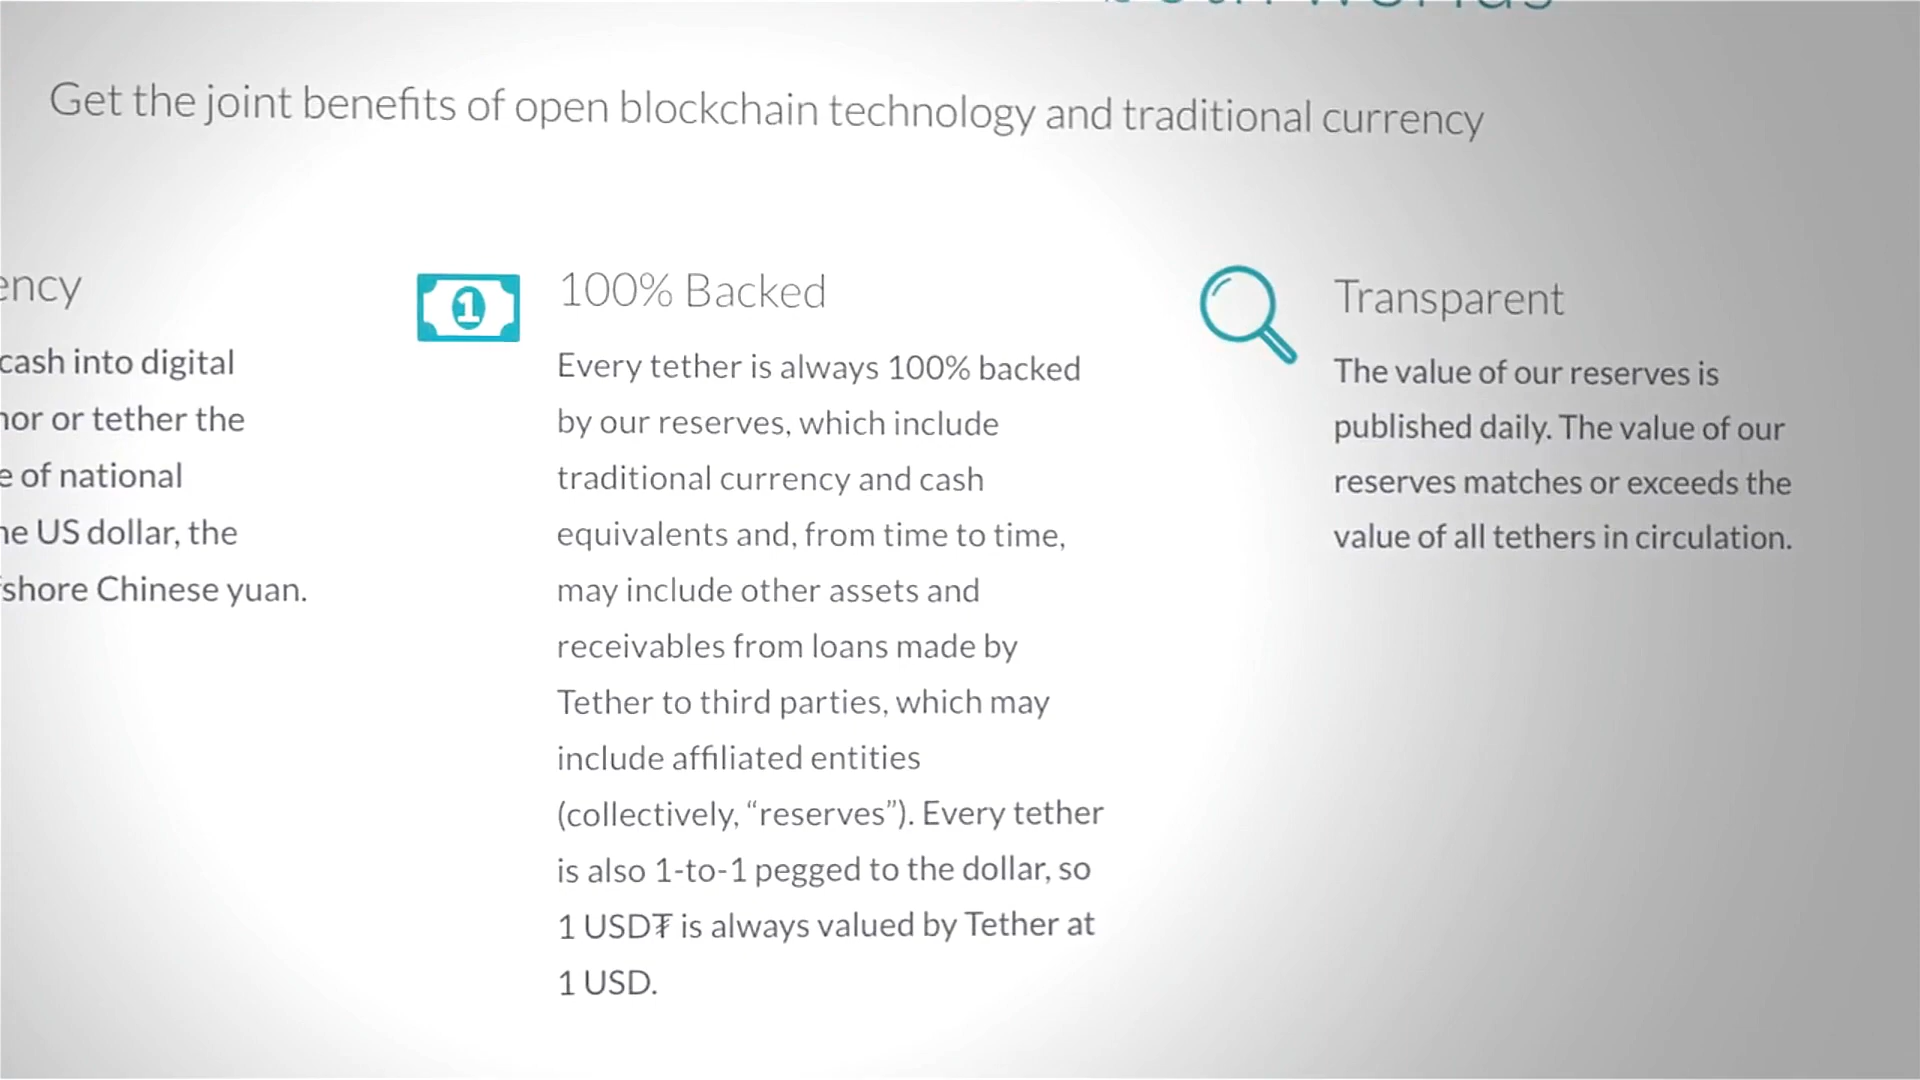 Get the joint benefits of open blockchain technology and traditional currency
cash into digital
or tether the
of national
US dollar, the
Chinese yuan.
1
100% Backed
Every tether is always 100% backed
by our reserves, which include
traditional currency and cash
equivalents and, from time to time,
may include other assets and
receivables from loans made by
Tether to third parties, which may
include affiliated entities
(collectively, “reserves”). Every tether
is also 1-to-1 pegged to the dollar, so
1 USD₮ is always valued by Tether at
1 USD.
Transparent
The value of our reserves is
published daily. The value of our
reserves matches or exceeds the
value of all tethers in circulation.